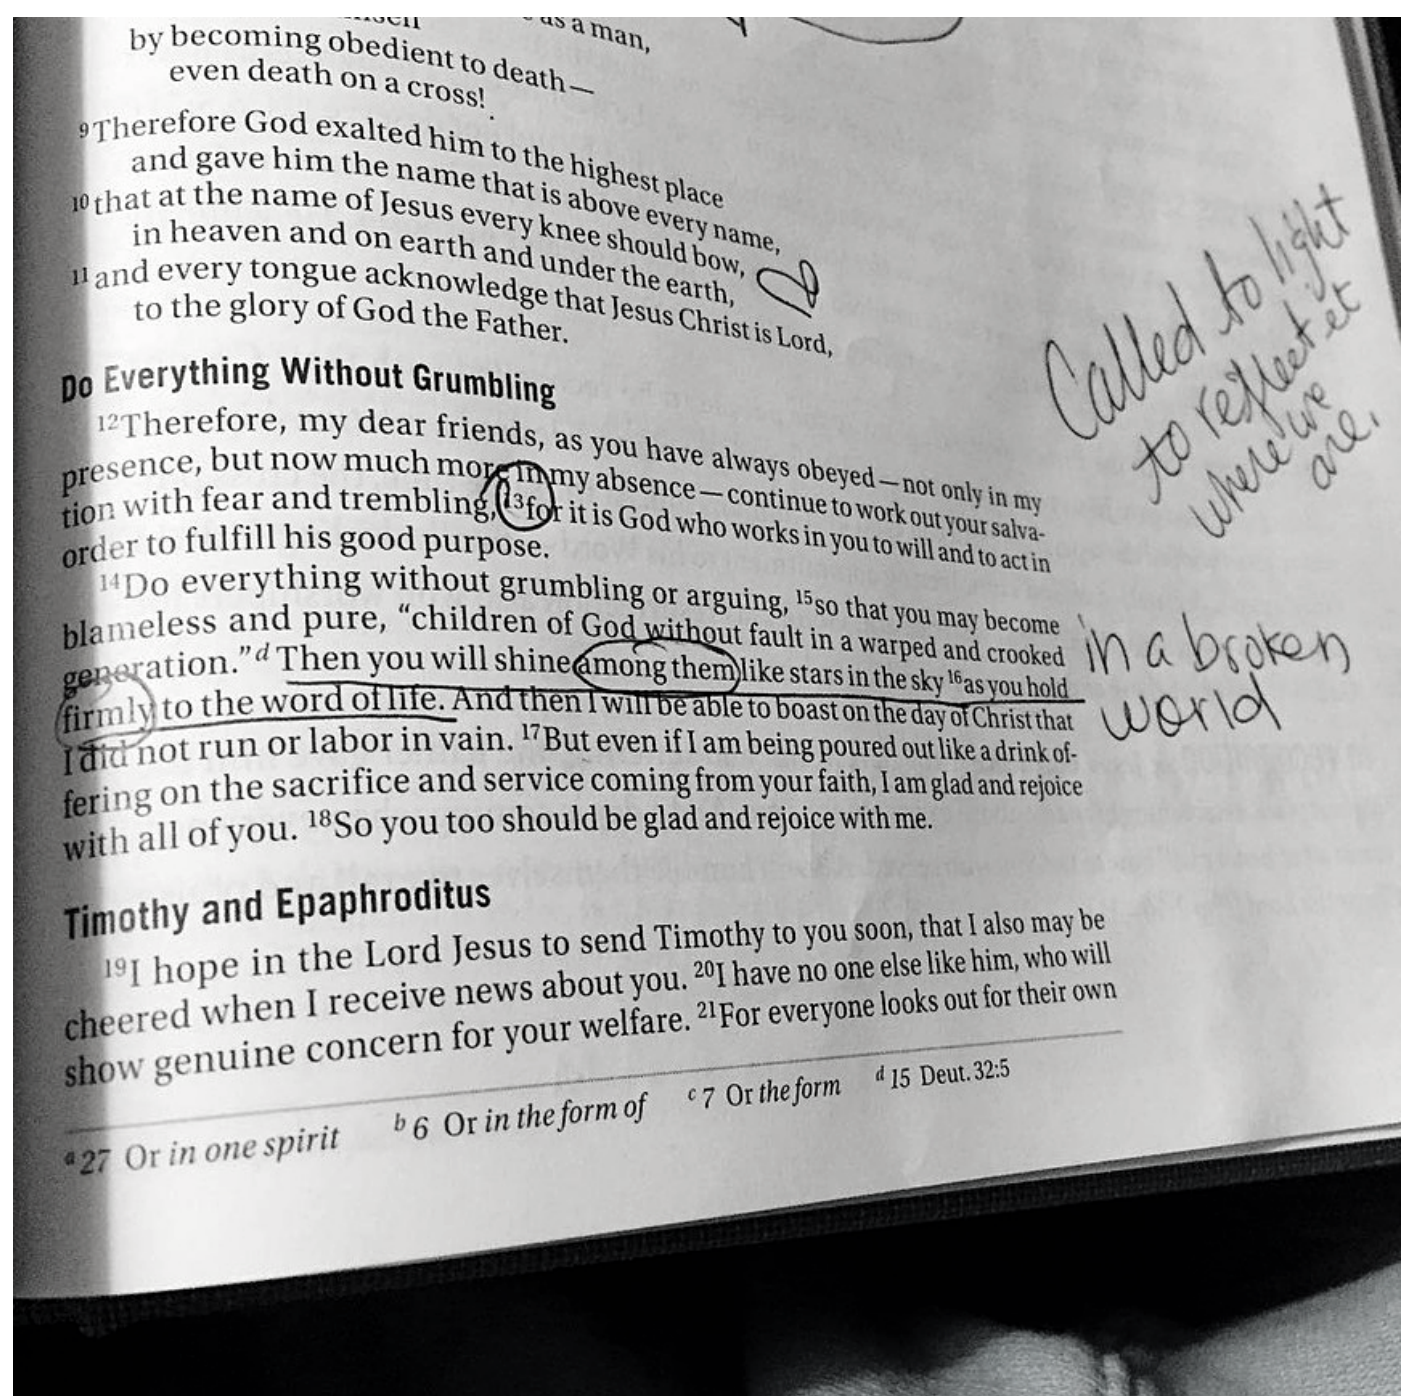 as a man,
by becoming obedient to death—
even death on a cross!
9Therefore God exalted him to the highest place
and gave him the name that is above every name,
10that at the name of Jesus every knee should bow,
in heaven and on earth and under the earth,
11and every tongue acknowledge that Jesus Christ is Lord,
to the glory of God the Father.
Do Everything Without Grumbling
12Therefore, my dear friends, as you have always obeyed—not only in my
presence, but now much more in my absence—continue to work out your salva-
tion with fear and trembling, 13for it is God who works in you to will and to act in
order to fulfill his good purpose.
14Do everything without grumbling or arguing, 15so that you may become
blameless and pure, “children of God without fault in a warped and crooked
generation.”d Then you will shine among them like stars in the sky 16as you hold
firmly to the word of life. And then I will be able to boast on the day of Christ that
I did not run or labor in vain. 17But even if I am being poured out like a drink of-
fering on the sacrifice and service coming from your faith, I am glad and rejoice
with all of you. 18So you too should be glad and rejoice with me.
Timothy and Epaphroditus
19I hope in the Lord Jesus to send Timothy to you soon, that I also may be
cheered when I receive news about you. 20I have no one else like him, who will
show genuine concern for your welfare. 21For everyone looks out for their own
a 27 Or in one spirit b 6 Or in the form of c 7 Or the form d 15 Deut. 32:5
Called to light
to reflect et
where we
are.
in a broken
world